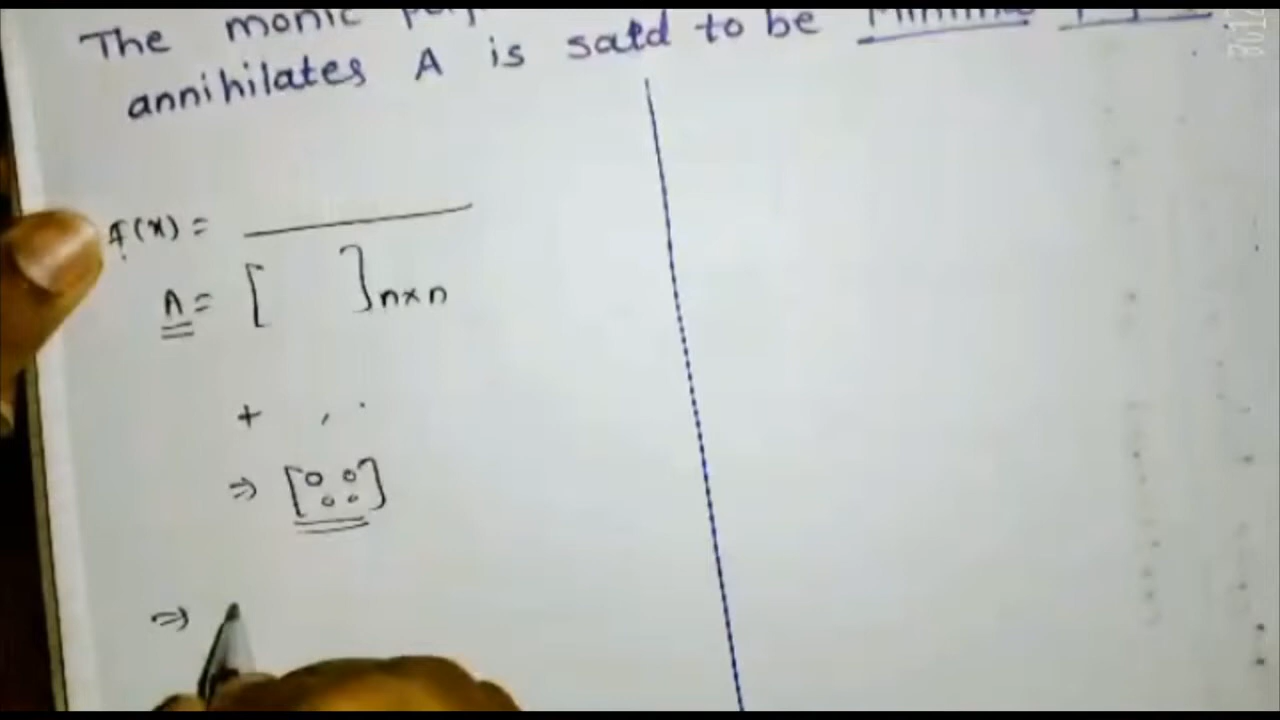 The monic
annihilates A is said to be
f(x) =
A = [ ]n×n
+ , .
⇒ [0 0
0 0]
⇒